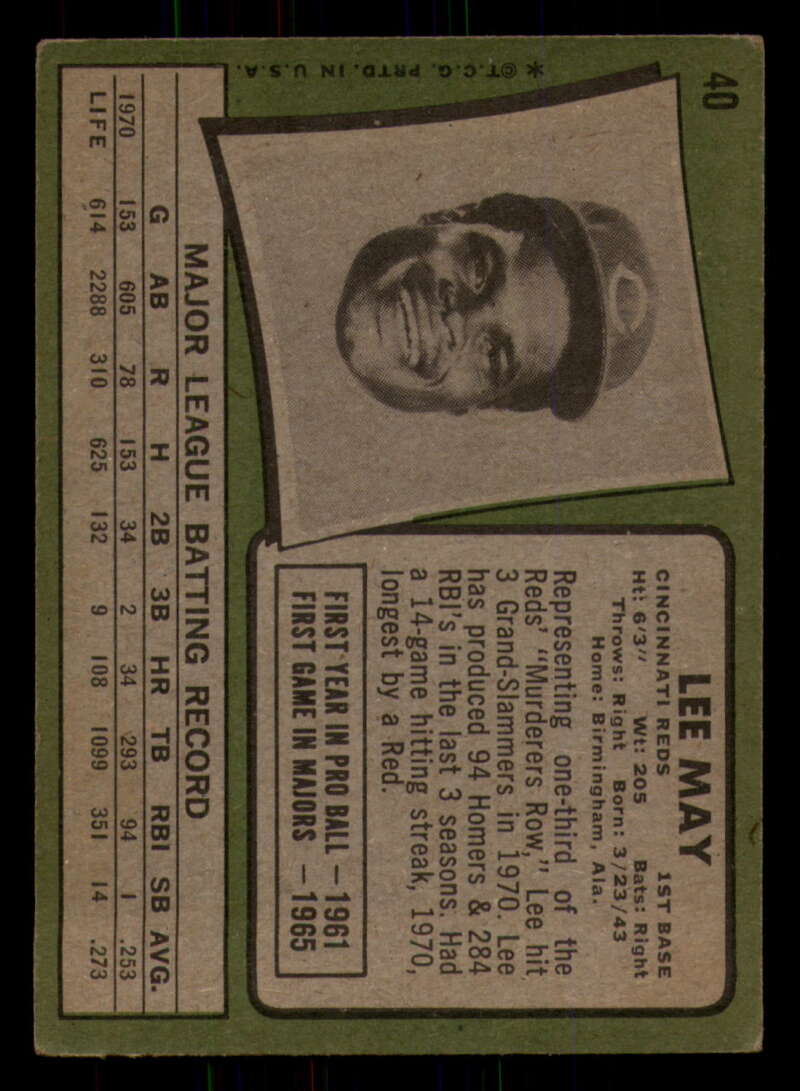 40
*©T.C.G. PRTD. IN U.S.A.
LEE MAY
CINCINNATI REDS 1ST BASE
Ht: 6'3" Wt: 205 Bats: Right
Throws: Right Born: 3/23/43
Home: Birmingham, Ala.
Representing one-third of the
Reds' "Murderers Row," Lee hit
3 Grand-Slammers in 1970. Lee
has produced 94 Homers & 284
RBI's in the last 3 seasons. Had
a 14-game hitting streak, 1970,
longest by a Red.
FIRST YEAR IN PRO BALL — 1961
FIRST GAME IN MAJORS — 1965
MAJOR LEAGUE BATTING RECORD
G AB R H 2B 3B HR TB RBI SB AVG.
1970 153 605 78 153 34 2 34 293 94 1 .253
LIFE 614 2288 310 625 132 9 108 1099 351 14 .273